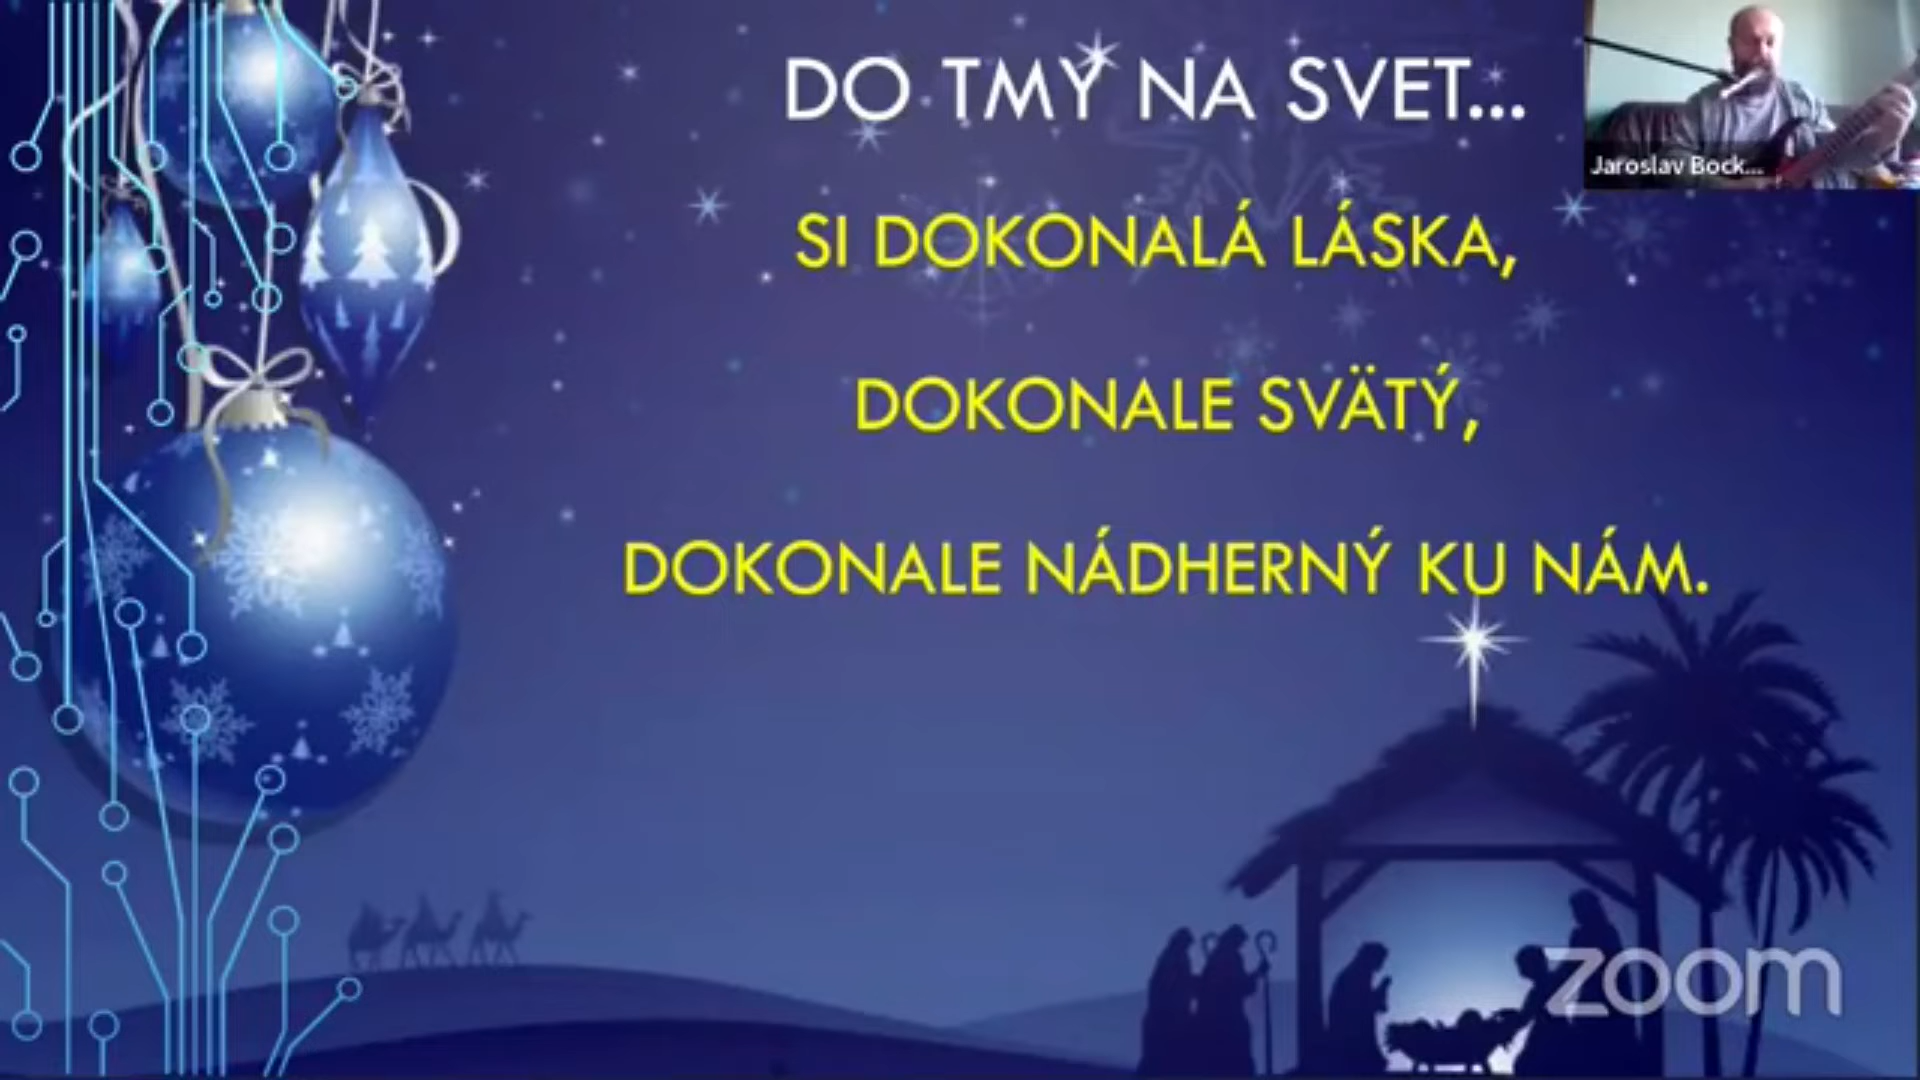 DO TMY NA SVET...
Jaroslav Bock...
SI DOKONALÁ LÁSKA,
DOKONALE SVÄTÝ,
DOKONALE NÁDHERNÝ KU NÁM.
zoom